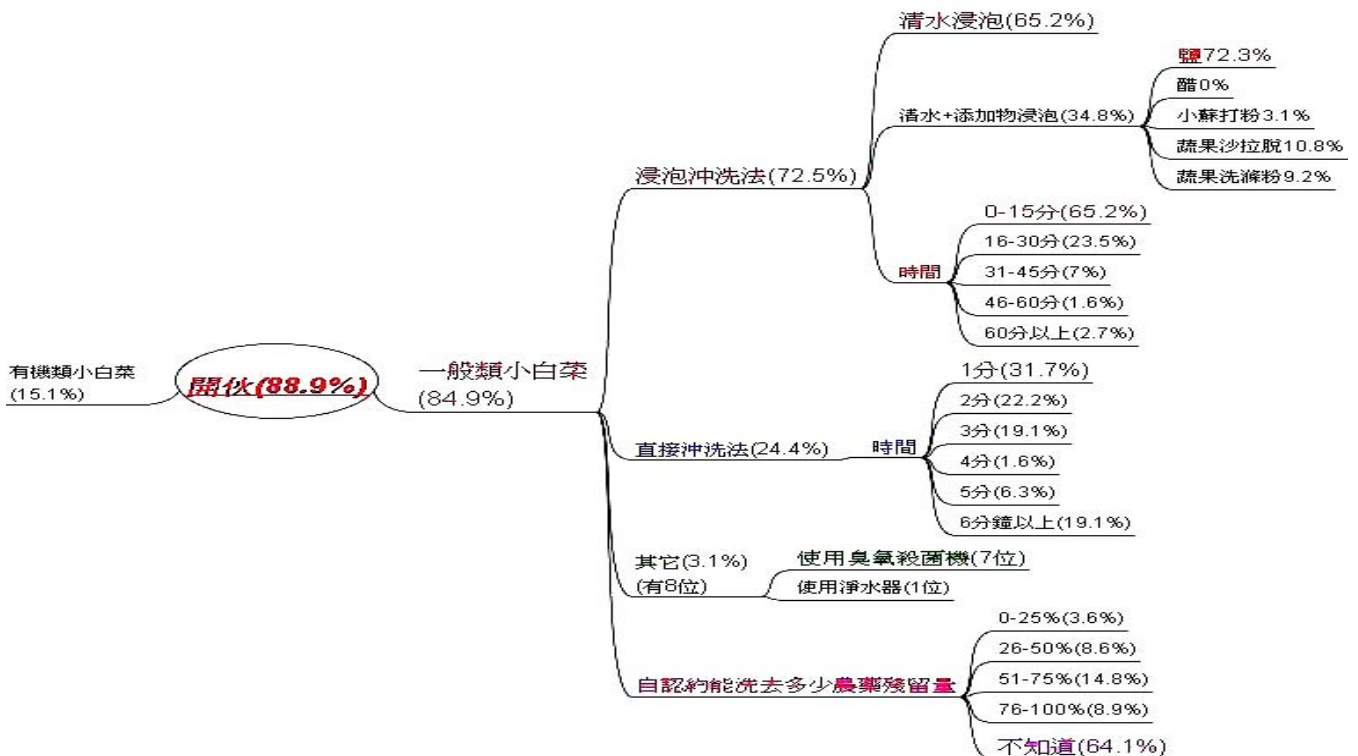 有機類小白菜
(15.1%)
開伙(88.9%)
一般類小白菜
(84.9%)
浸泡沖洗法(72.5%)
清水浸泡(65.2%)
清水+添加物浸泡(34.8%)
鹽72.3%
醋0%
小蘇打粉3.1%
蔬果沙拉脫10.8%
蔬果洗滌粉9.2%
時間
0-15分(65.2%)
16-30分(23.5%)
31-45分(7%)
46-60分(1.6%)
60分以上(2.7%)
直接沖洗法(24.4%)
時間
1分(31.7%)
2分(22.2%)
3分(19.1%)
4分(1.6%)
5分(6.3%)
6分鐘以上(19.1%)
其它(3.1%)
(有8位)
使用臭氧殺菌機(7位)
使用淨水器(1位)
自認約能洗去多少農藥殘留量
0-25%(3.6%)
26-50%(8.6%)
51-75%(14.8%)
76-100%(8.9%)
不知道(64.1%)